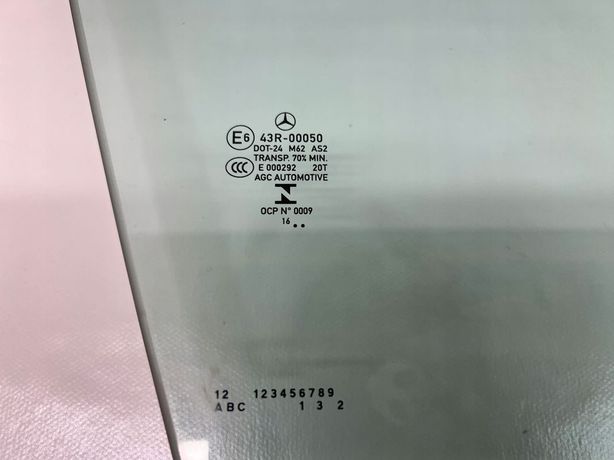 E6 43R-00050
DOT-24 M62 AS2
TRANSP. 70% MIN.
CCC E 000292 20T
AGC AUTOMOTIVE
OCP N° 0009
16 ..
12 123456789
ABC 1 3 2